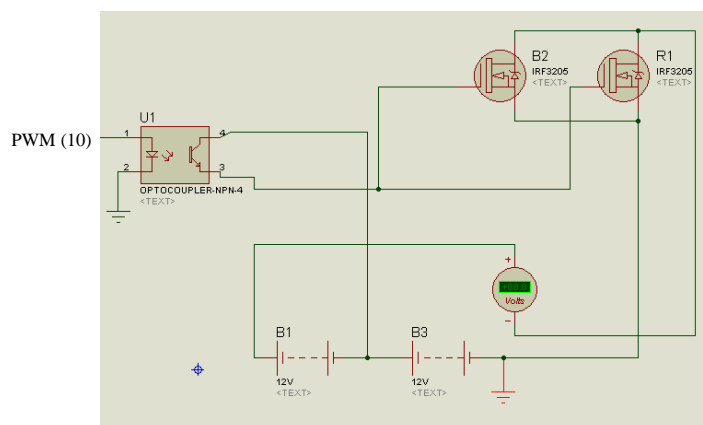 B2
IRF3205
<TEXT>
R1
IRF3205
<TEXT>
U1
PWM (10)
1
4
2
3
OPTOCOUPLER-NPN-4
<TEXT>
+
Volts
B1
12V
<TEXT>
B3
12V
<TEXT>